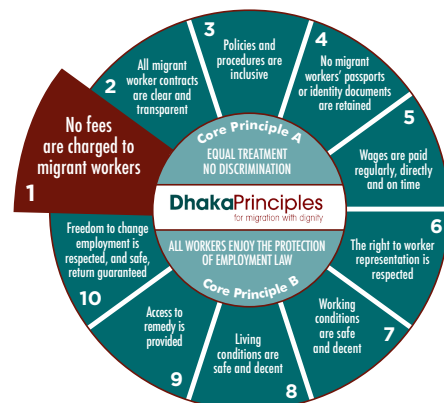 No fees
are charged to
migrant workers
1
2
All migrant
worker contracts
are clear and
transparent
3
Policies and
procedures are
inclusive
4
No migrant
workers' passports
or identity documents
are retained
5
Wages are paid
regularly, directly
and on time
6
The right to worker
representation is
respected
Working
conditions
are safe
and decent
7
Living
conditions are
safe and decent
8
Access to
remedy is
provided
9
Freedom to change
employment is
respected, and safe,
return guaranteed
10
Core Principle A
EQUAL TREATMENT
NO DISCRIMINATION
DhakaPrinciples
for migration with dignity
ALL WORKERS ENJOY THE PROTECTION
OF EMPLOYMENT LAW
Core Principle B